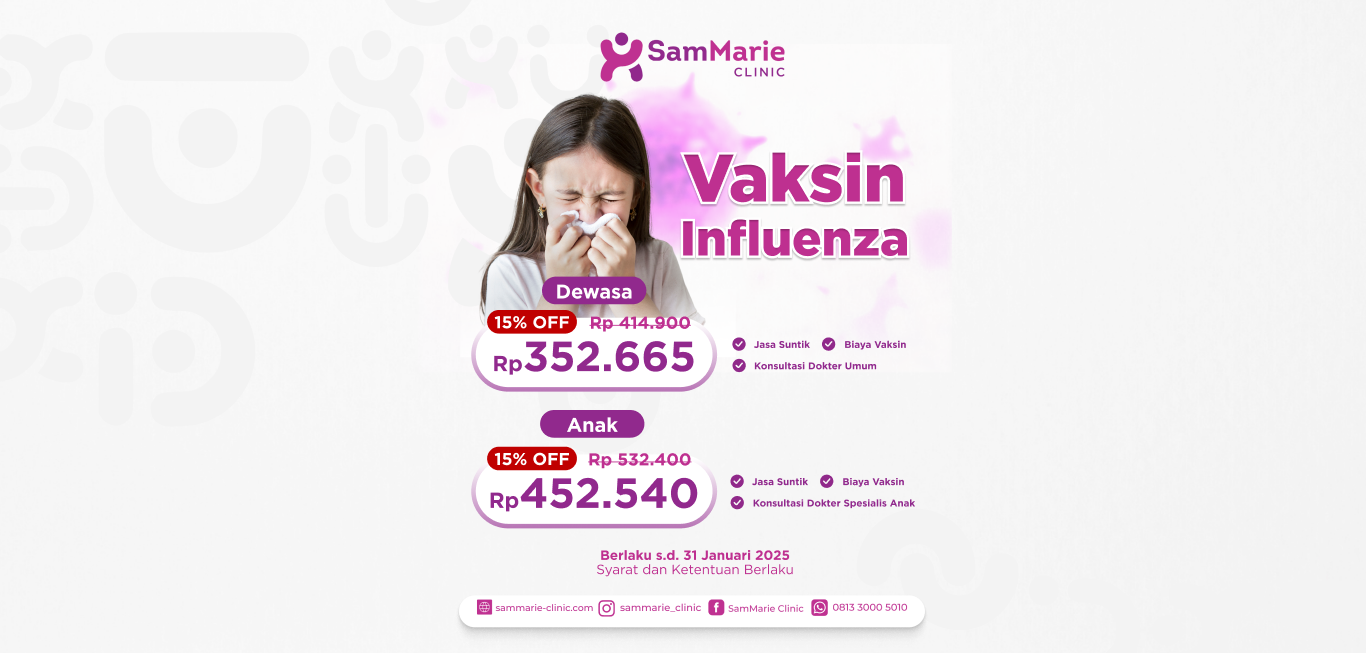 SamMarie
CLINIC
Vaksin
Influenza
Dewasa
15% OFF Rp 414.900
Rp352.665
Jasa Suntik Biaya Vaksin
Konsultasi Dokter Umum
Anak
15% OFF Rp 532.400
Rp452.540
Jasa Suntik Biaya Vaksin
Konsultasi Dokter Spesialis Anak
Berlaku s.d. 31 Januari 2025
Syarat dan Ketentuan Berlaku
sammarie-clinic.com sammarie_clinic SamMarie Clinic 0813 3000 5010